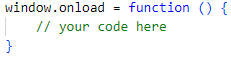 window.onload = function () {
    // your code here
}